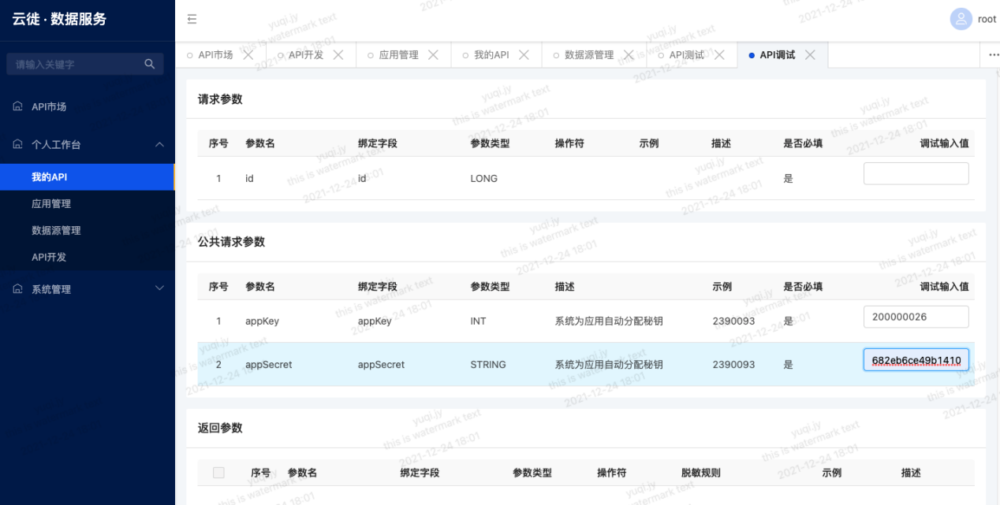 云徙 · 数据服务
root
请输入关键字
API市场
个人工作台
我的API
应用管理
数据源管理
API开发
系统管理
API市场 API开发 应用管理 我的API 数据源管理 API测试 API调试
请求参数
序号 参数名 绑定字段 参数类型 操作符 示例 描述 是否必填 调试输入值
1 id id LONG 是
公共请求参数
序号 参数名 绑定字段 参数类型 描述 示例 是否必填 调试输入值
1 appKey appKey INT 系统为应用自动分配秘钥 2390093 是 200000026
2 appSecret appSecret STRING 系统为应用自动分配秘钥 2390093 是 682eb6ce49b1410
返回参数
序号 参数名 绑定字段 参数类型 操作符 脱敏规则 示例 描述
yuqi.jy
this is watermark text
2021-12-24 18:01